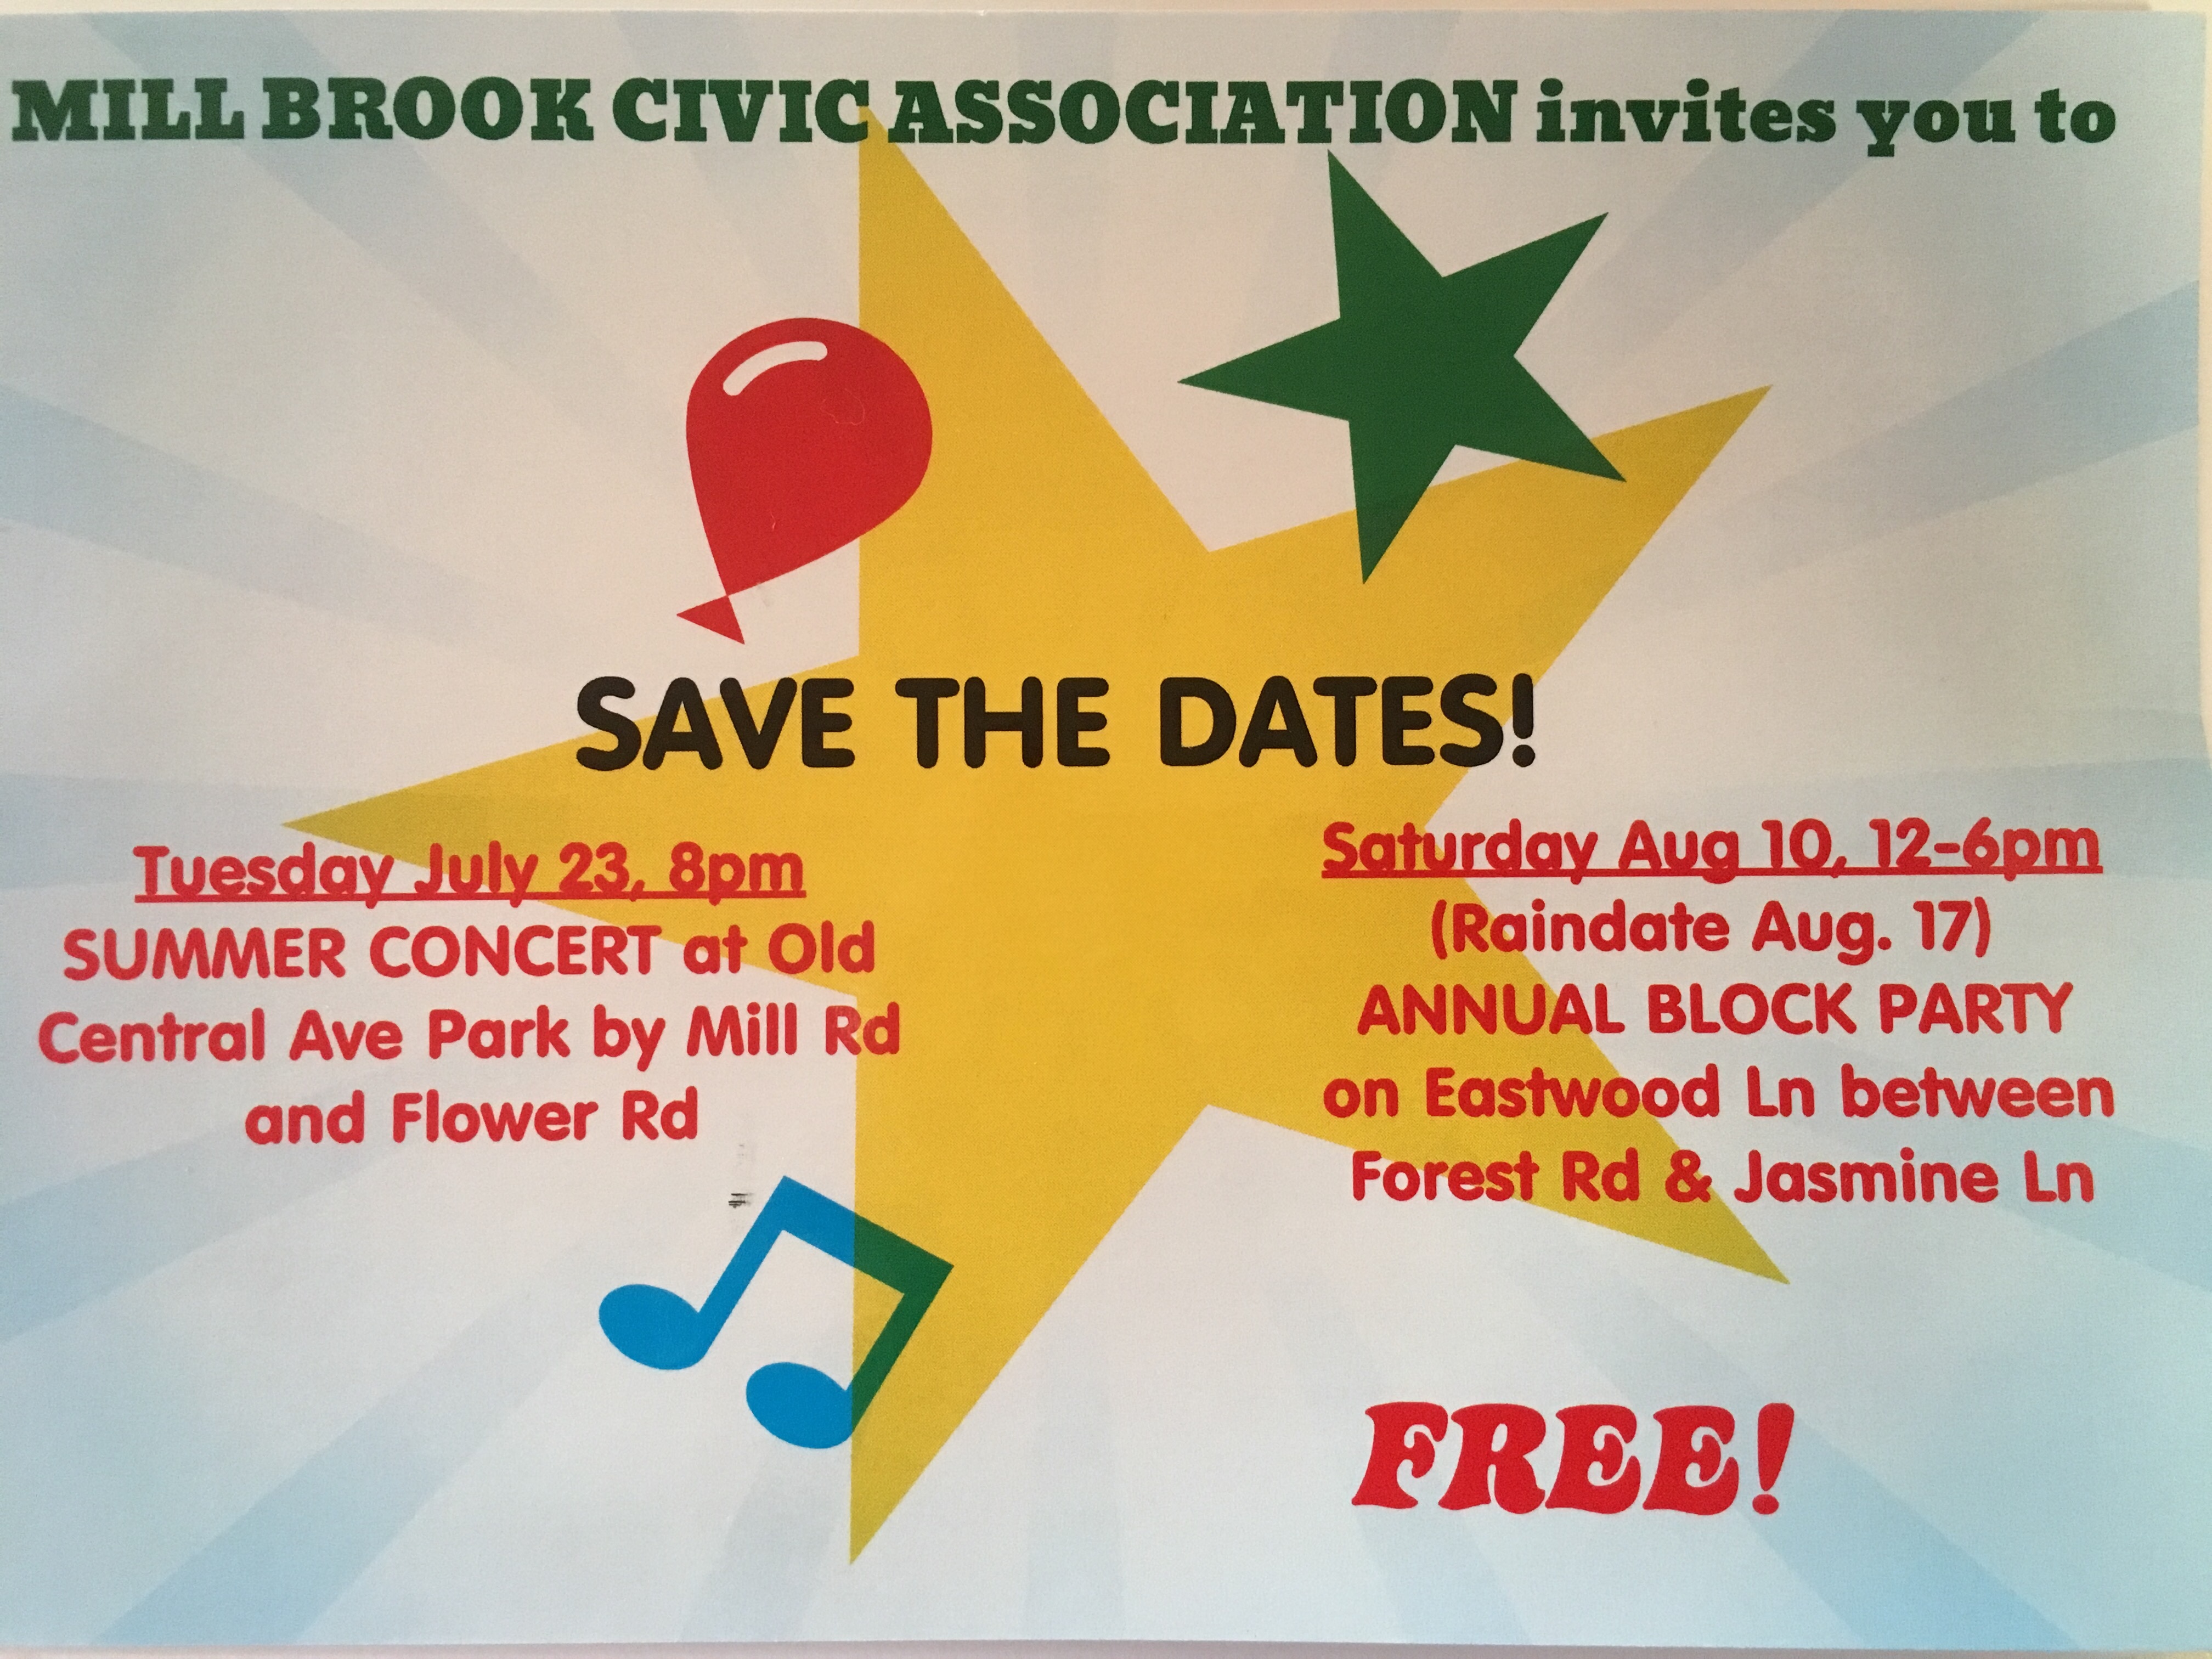 MILL BROOK CIVIC ASSOCIATION invites you to
SAVE THE DATES!
Tuesday July 23, 8pm
SUMMER CONCERT at Old
Central Ave Park by Mill Rd
and Flower Rd
Saturday Aug 10, 12-6pm
(Raindate Aug. 17)
ANNUAL BLOCK PARTY
on Eastwood Ln between
Forest Rd & Jasmine Ln
FREE!